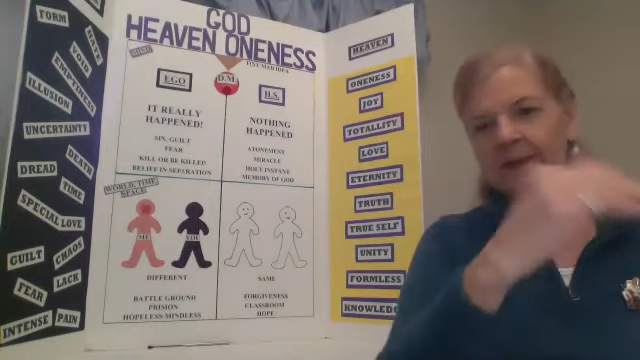 FORM
HATE
VOID
EMPTINESS
ILLUSION
UNCERTAINTY
DEATH
DREAD
TIME
SPECIAL LOVE
CHAOS
GUILT
LACK
FEAR
INTENSE
PAIN
GOD
HEAVEN ONENESS
TINY MAD IDEA
EGO
D.M.
H.S.
IT REALLY
HAPPENED!
SIN, GUILT
FEAR
KILL OR BE KILLED
BELIEF IN SEPARATION
NOTHING
HAPPENED
ATONEMENT
MIRACLE
HOLY INSTANT
MEMORY OF GOD
WORLD, TIME,
SPACE
ME
YOU
DIFFERENT
BATTLE GROUND
PRISION
HOPELESS-MINDLESS
SAME
FORGIVENESS
CLASSROOM
HOPE
HEAVEN
ONENESS
JOY
TOTALLITY
LOVE
ETERNITY
TRUTH
TRUE SELF
UNITY
FORMLESS